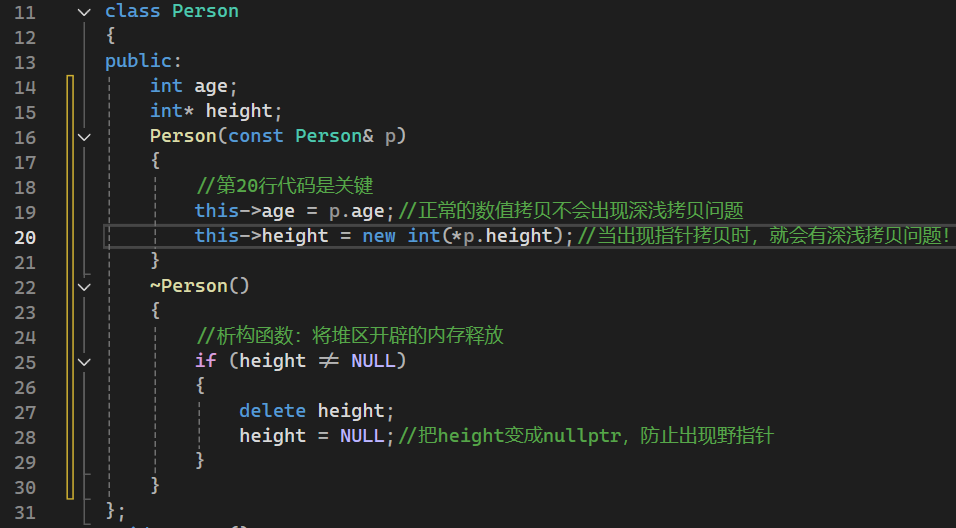 11 class Person
12 {
13 public:
14 int age;
15 int* height;
16 Person(const Person& p)
17 {
18 //第20行代码是关键
19 this->age = p.age;//正常的数值拷贝不会出现深浅拷贝问题
20 this->height = new int(*p.height);//当出现指针拷贝时，就会有深浅拷贝问题！
21 }
22 ~Person()
23 {
24 //析构函数：将堆区开辟的内存释放
25 if (height ≠ NULL)
26 {
27 delete height;
28 height = NULL;//把height变成nullptr，防止出现野指针
29 }
30 }
31 };